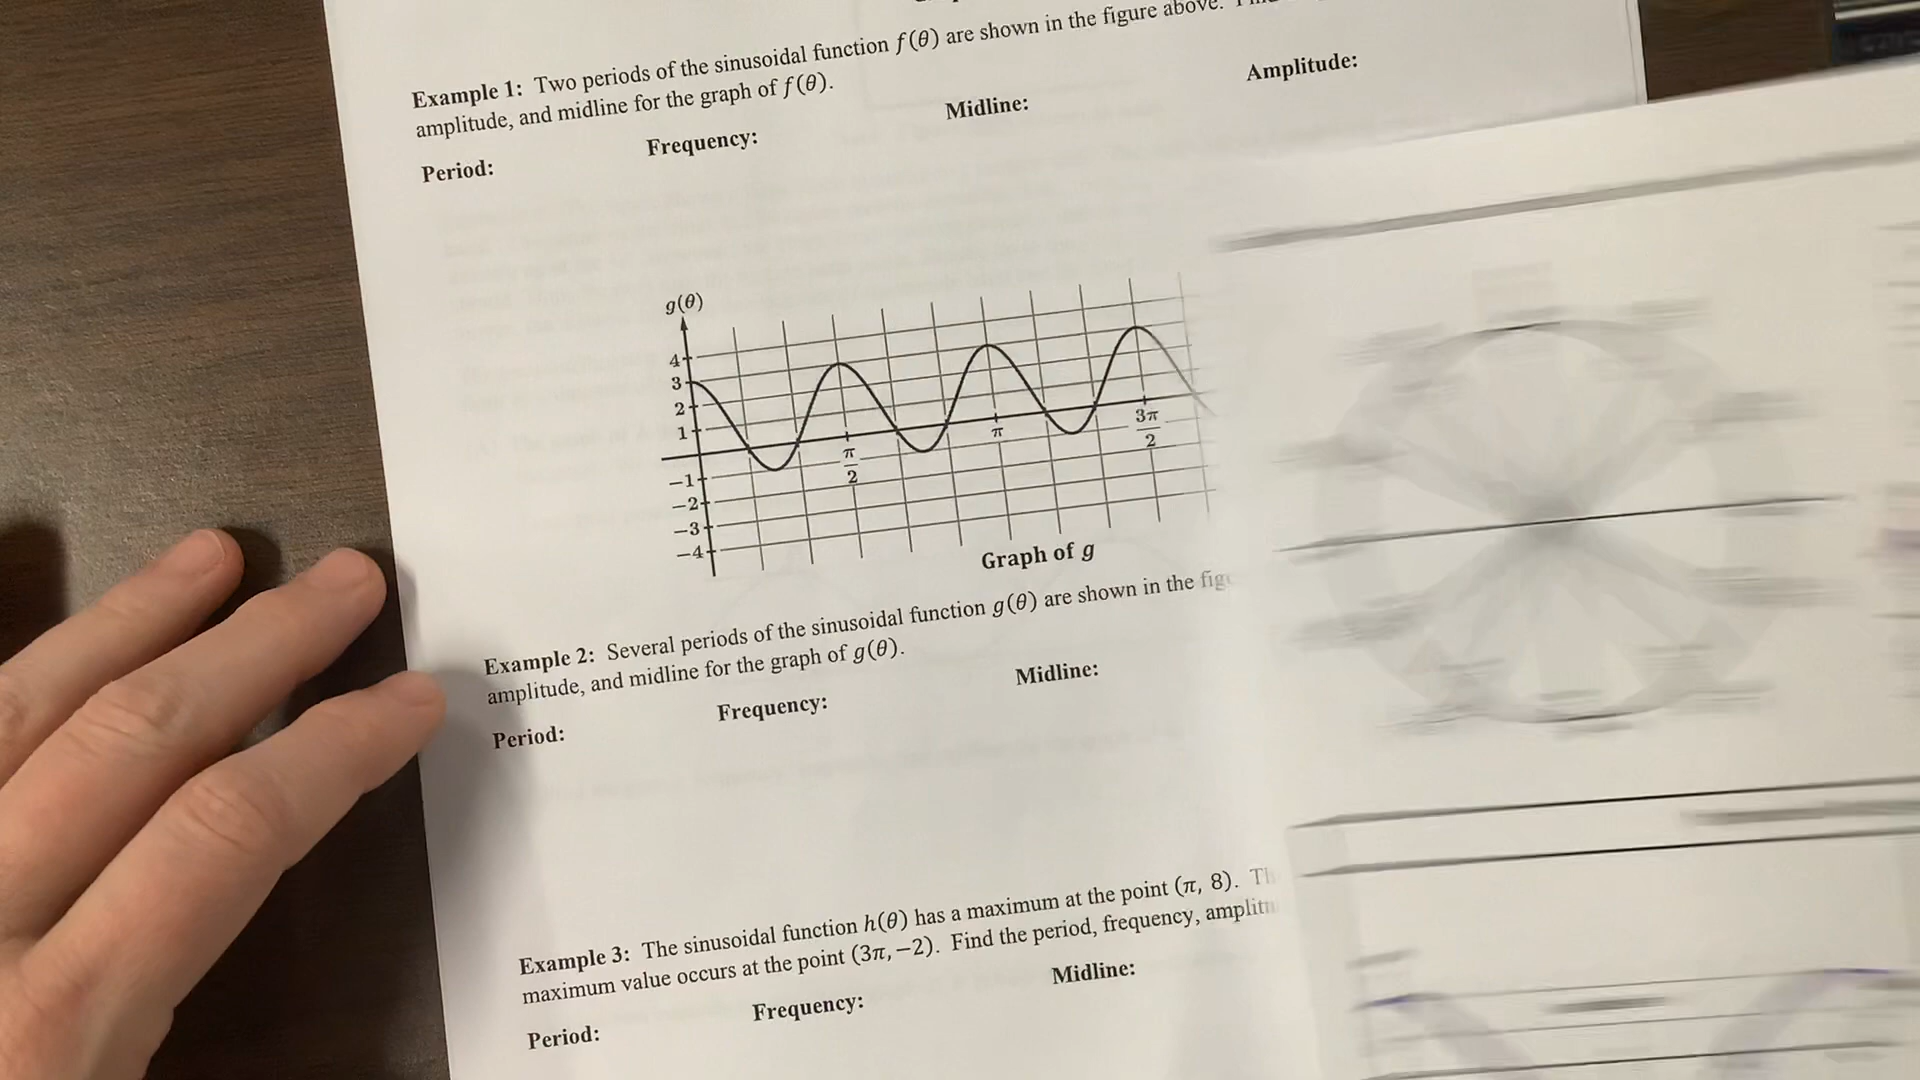 Example 1: Two periods of the sinusoidal function f(θ) are shown in the figure above.
amplitude, and midline for the graph of f(θ).
Period: Frequency: Midline: Amplitude:
g(θ)
4
3
2
1
−1
−2
−3
−4
π/2 π 3π/2
Graph of g
Example 2: Several periods of the sinusoidal function g(θ) are shown in the
amplitude, and midline for the graph of g(θ).
Period: Frequency: Midline:
Example 3: The sinusoidal function h(θ) has a maximum at the point (π, 8).
maximum value occurs at the point (3π, −2). Find the period, frequency,
Period: Frequency: Midline: